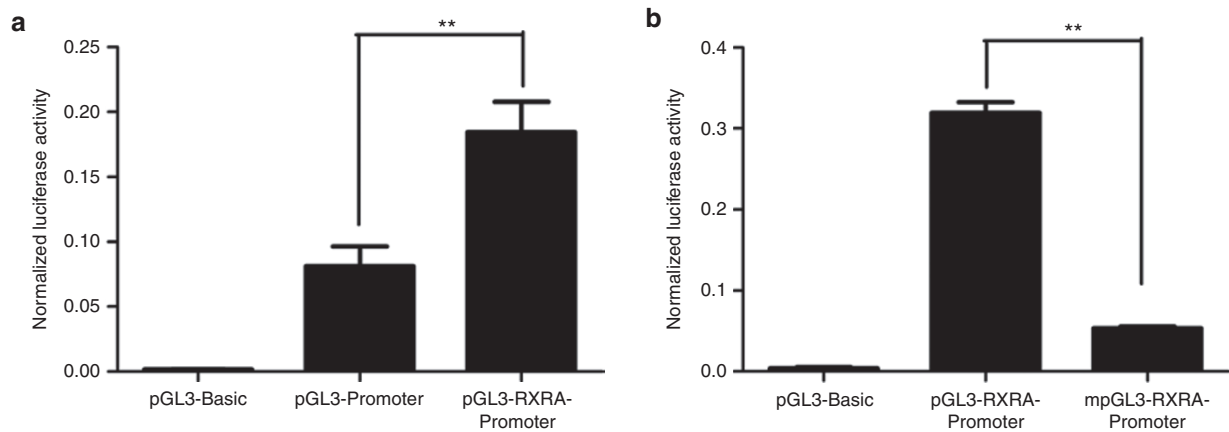 a
**
0.25
0.20
0.15
0.10
0.05
0.00
Normalized luciferase activity
pGL3-Basic
pGL3-Promoter
pGL3-RXRA-
Promoter
b
**
0.4
0.3
0.2
0.1
0.0
Normalized luciferase activity
pGL3-Basic
pGL3-RXRA-
Promoter
mpGL3-RXRA-
Promoter